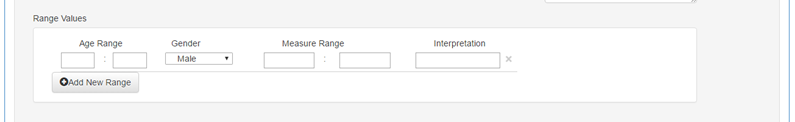 Range Values
Age Range Gender Measure Range Interpretation
: Male : ×
Add New Range